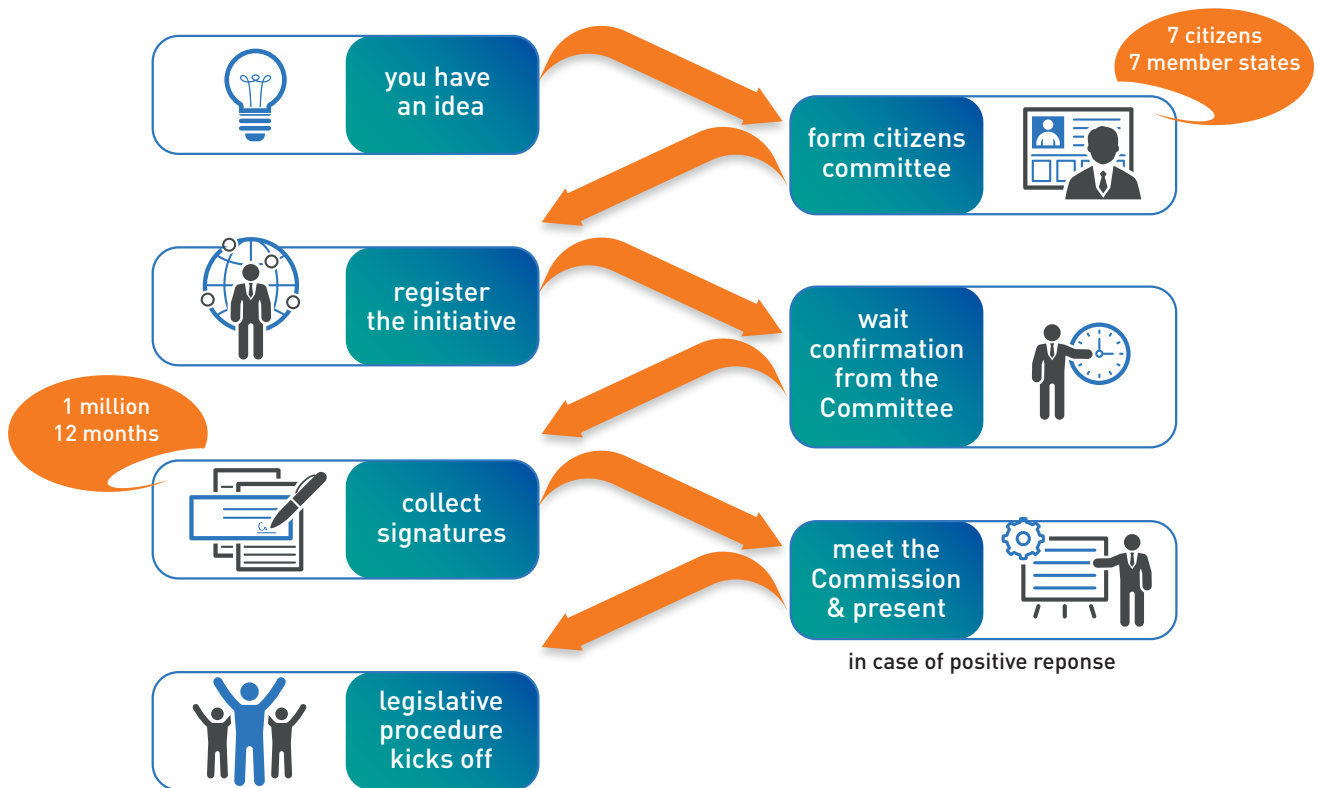 you have
an idea
7 citizens
7 member states
form citizens
committee
register
the initiative
wait
confirmation
from the
Committee
1 million
12 months
collect
signatures
meet the
Commission
& present
in case of positive reponse
legislative
procedure
kicks off